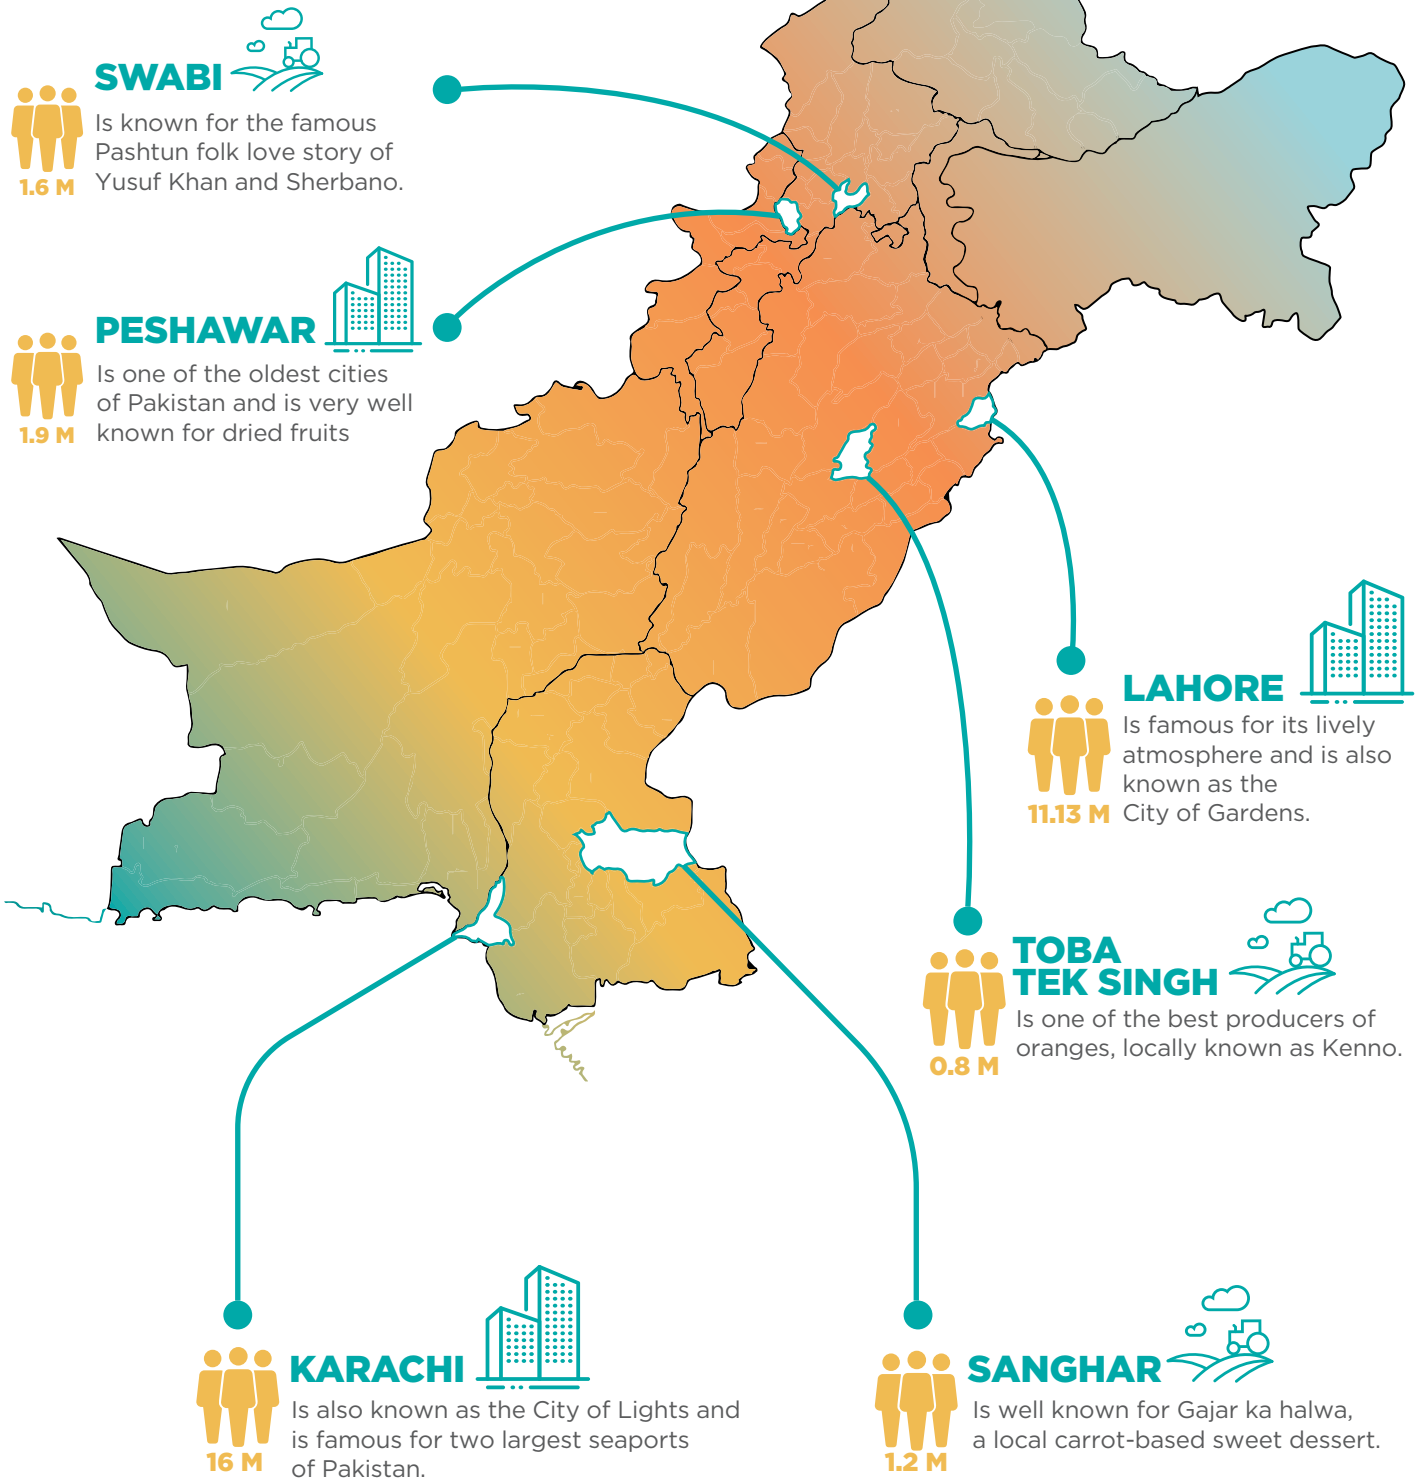 SWABI
Is known for the famous
Pashtun folk love story of
Yusuf Khan and Sherbano.
1.6 M
PESHAWAR
Is one of the oldest cities
of Pakistan and is very well
known for dried fruits
1.9 M
LAHORE
Is famous for its lively
atmosphere and is also
known as the
City of Gardens.
11.13 M
TOBA
TEK SINGH
Is one of the best producers of
oranges, locally known as Kenno.
0.8 M
KARACHI
Is also known as the City of Lights and
is famous for two largest seaports
of Pakistan.
16 M
SANGHAR
Is well known for Gajar ka halwa,
a local carrot-based sweet dessert.
1.2 M